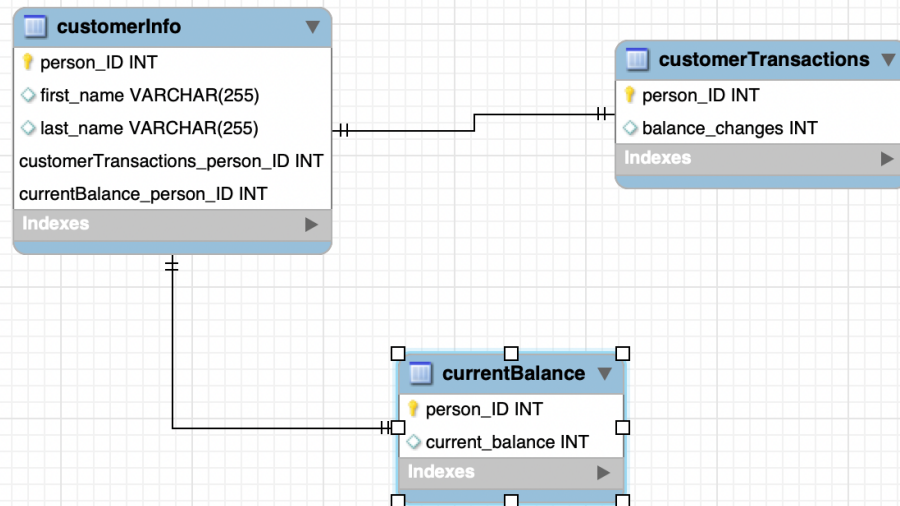 customerInfo
person_ID INT
first_name VARCHAR(255)
last_name VARCHAR(255)
customerTransactions_person_ID INT
currentBalance_person_ID INT
Indexes
customerTransactions
person_ID INT
balance_changes INT
Indexes
currentBalance
person_ID INT
current_balance INT
Indexes